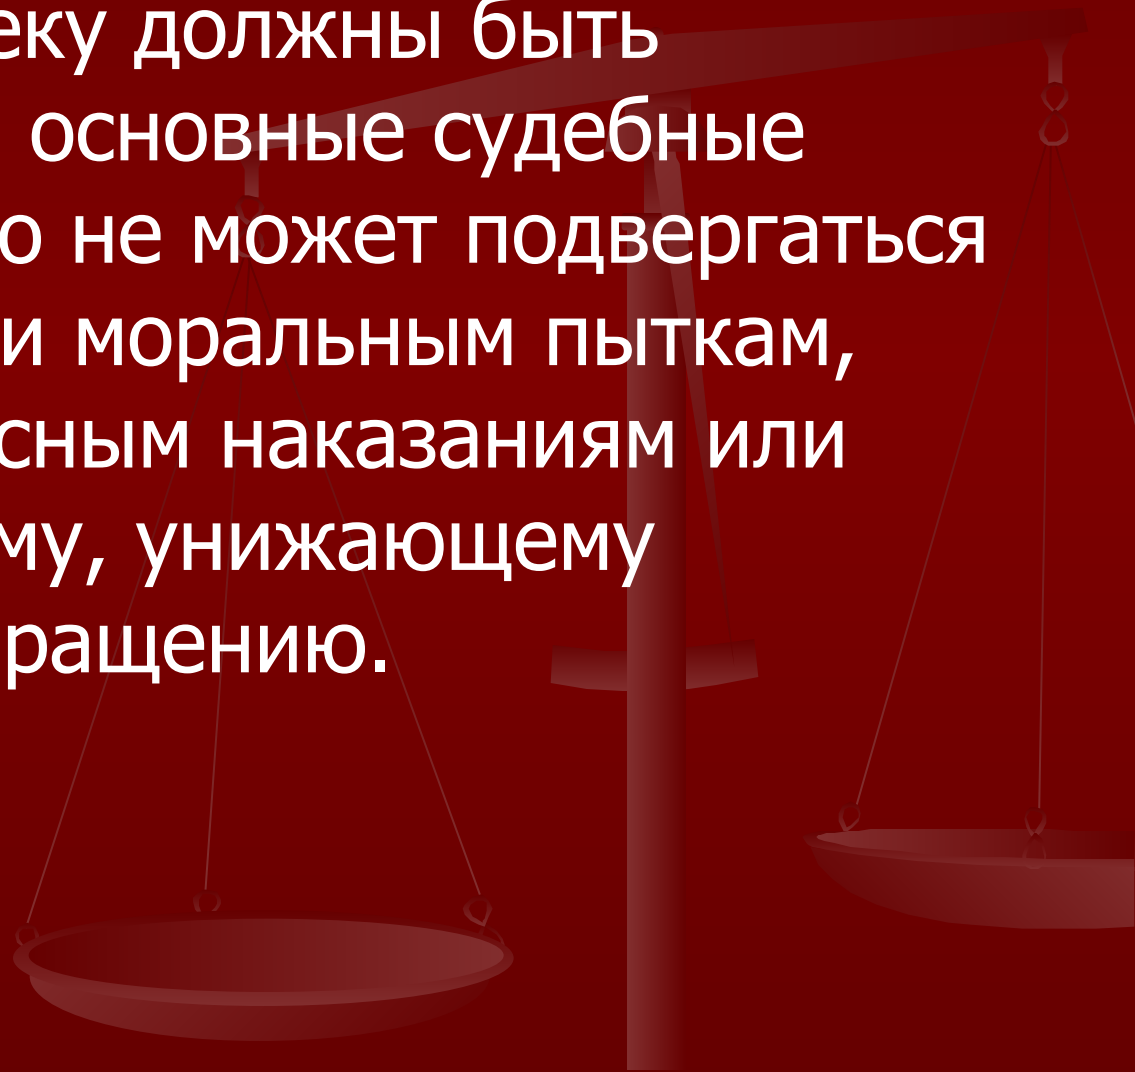 еку должны быть
основные судебные
о не может подвергаться
и моральным пыткам,
сным наказаниям или
му, унижающему
ращению.